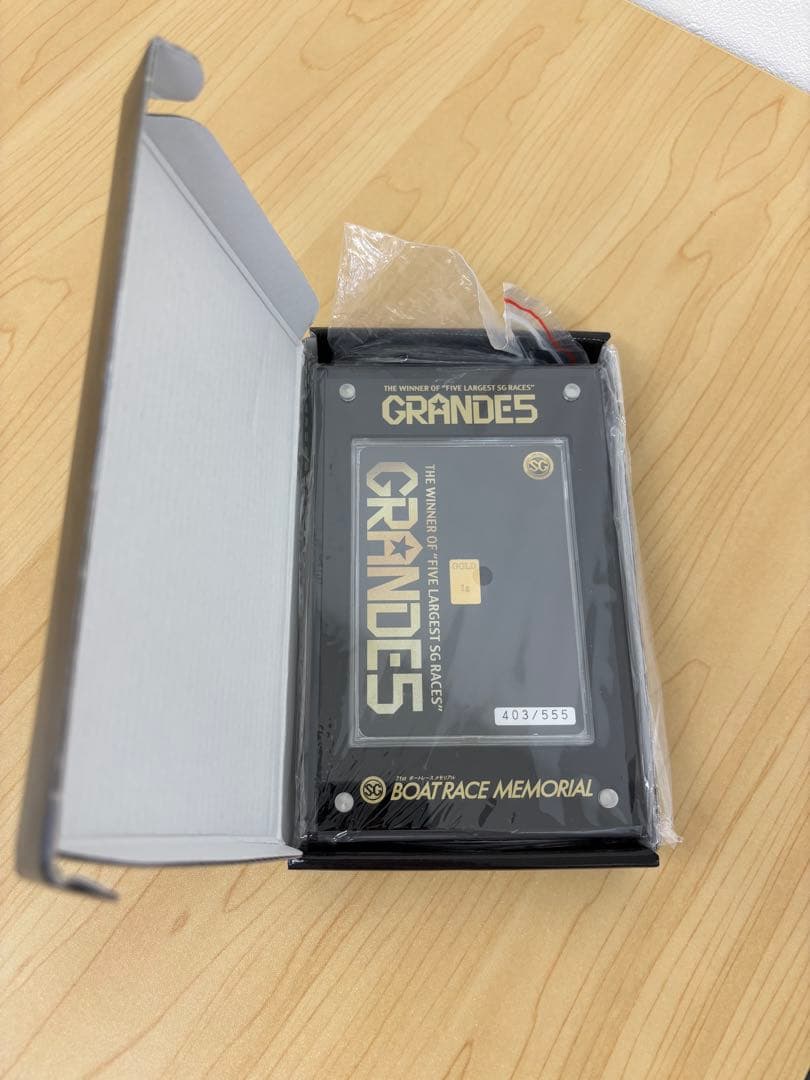 THE WINNER OF "FIVE LARGEST SG RACES"
GRANDE5
SG
THE WINNER OF "FIVE LARGEST SG RACES"
GRANDE5
GOLD
1g
403/555
71st ボートレース メモリアル
SG BOATRACE MEMORIAL